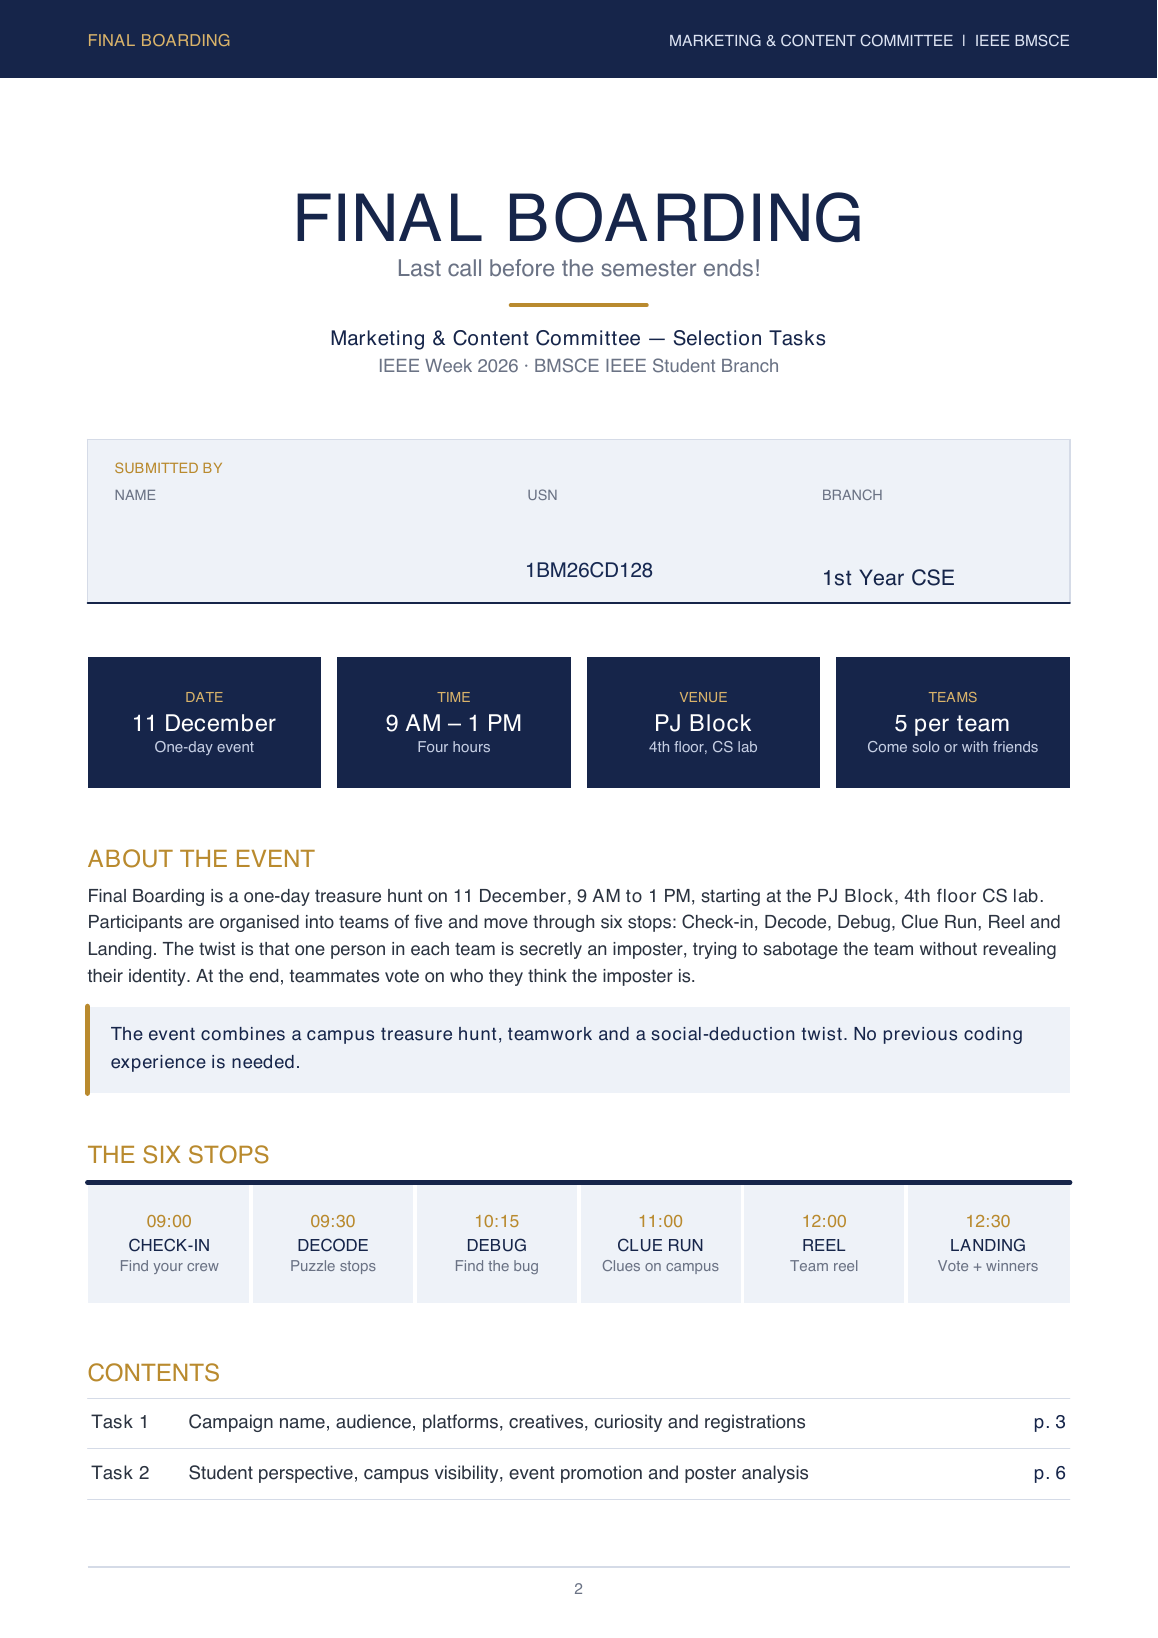 FINAL BOARDING
MARKETING & CONTENT COMMITTEE | IEEE BMSCE
FINAL BOARDING
Last call before the semester ends!
Marketing & Content Committee — Selection Tasks
IEEE Week 2026 · BMSCE IEEE Student Branch
SUBMITTED BY
NAME USN BRANCH
1BM26CD128 1st Year CSE
DATE
11 December
One-day event
TIME
9 AM – 1 PM
Four hours
VENUE
PJ Block
4th floor, CS lab
TEAMS
5 per team
Come solo or with friends
ABOUT THE EVENT
Final Boarding is a one-day treasure hunt on 11 December, 9 AM to 1 PM, starting at the PJ Block, 4th floor CS lab.
Participants are organised into teams of five and move through six stops: Check-in, Decode, Debug, Clue Run, Reel and
Landing. The twist is that one person in each team is secretly an imposter, trying to sabotage the team without revealing
their identity. At the end, teammates vote on who they think the imposter is.
The event combines a campus treasure hunt, teamwork and a social-deduction twist. No previous coding
experience is needed.
THE SIX STOPS
09:00
CHECK-IN
Find your crew
09:30
DECODE
Puzzle stops
10:15
DEBUG
Find the bug
11:00
CLUE RUN
Clues on campus
12:00
REEL
Team reel
12:30
LANDING
Vote + winners
CONTENTS
Task 1 Campaign name, audience, platforms, creatives, curiosity and registrations p. 3
Task 2 Student perspective, campus visibility, event promotion and poster analysis p. 6
2